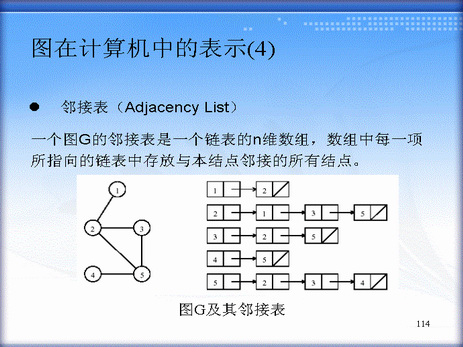 图在计算机中的表示(4)
● 邻接表（Adjacency List）
一个图G的邻接表是一个链表的n维数组，数组中每一项
所指向的链表中存放与本结点邻接的所有结点。
1
2 3
4 5
1 2
2 1 3 5
3 2 5
4 5
5 2 3 4
图G及其邻接表
114